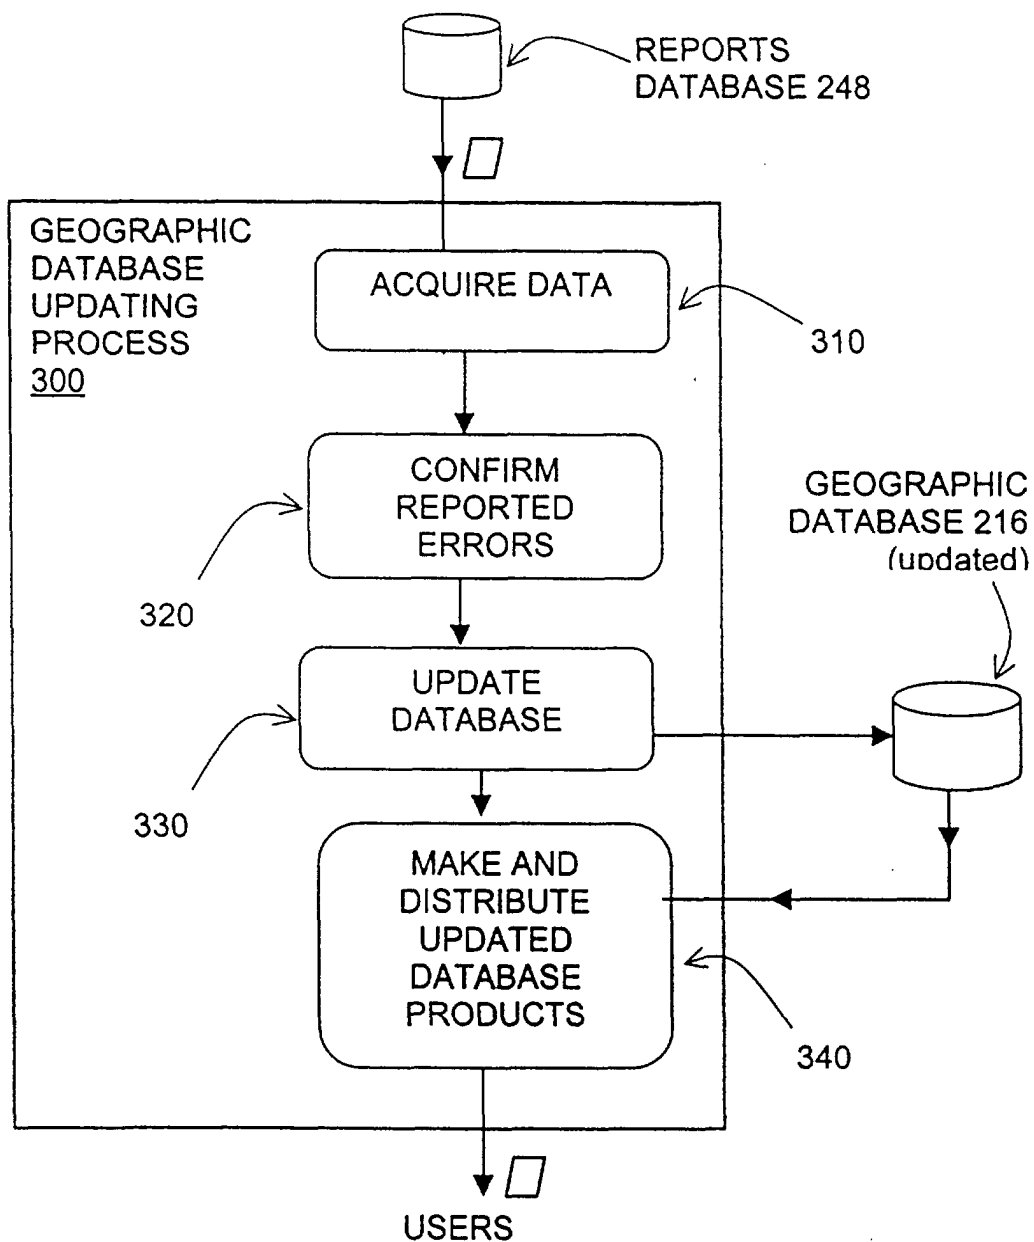 REPORTS
DATABASE 248
GEOGRAPHIC
DATABASE
UPDATING
PROCESS
300
ACQUIRE DATA
310
CONFIRM
REPORTED
ERRORS
320
GEOGRAPHIC
DATABASE 216
(updated)
UPDATE
DATABASE
330
MAKE AND
DISTRIBUTE
UPDATED
DATABASE
PRODUCTS
340
USERS